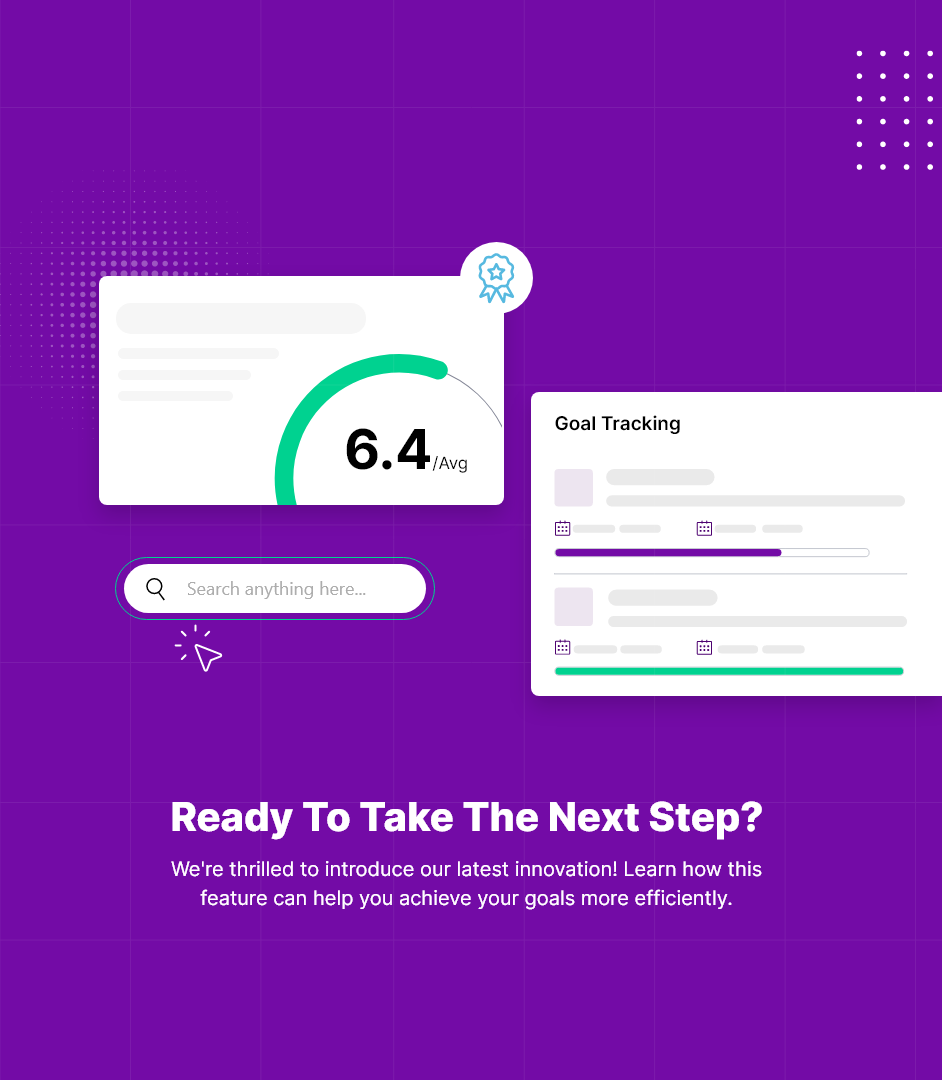 6.4/Avg
Goal Tracking
Search anything here...
Ready To Take The Next Step?
We're thrilled to introduce our latest innovation! Learn how this
feature can help you achieve your goals more efficiently.